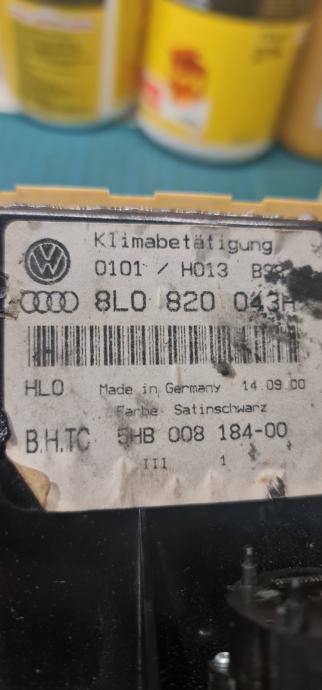 Klimabetätigung
0101 / H013
8L0 820 043H
HLO Made in Germany 14.09.00
Farbe Satinschwarz
B.H.TC 5HB 008 184-00
III 1